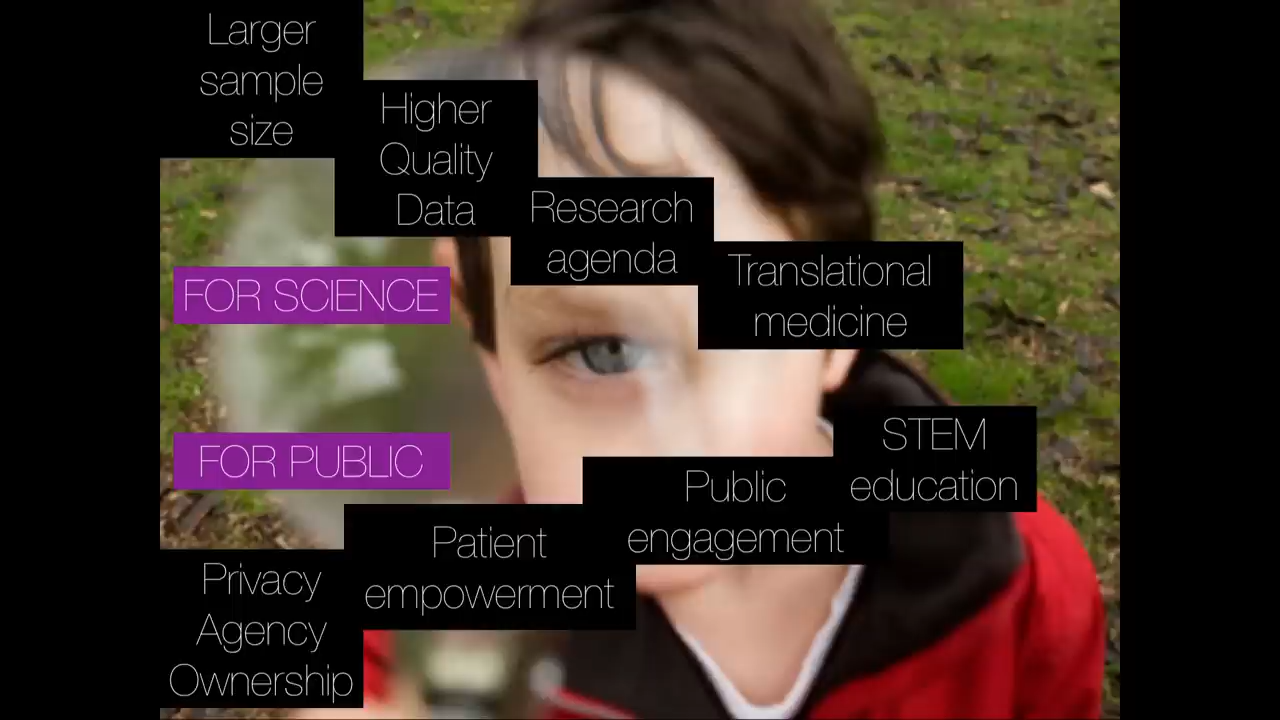 Larger
sample
size
Higher
Quality
Data
Research
agenda
Translational
medicine
FOR SCIENCE
FOR PUBLIC
STEM
education
Public
engagement
Patient
empowerment
Privacy
Agency
Ownership